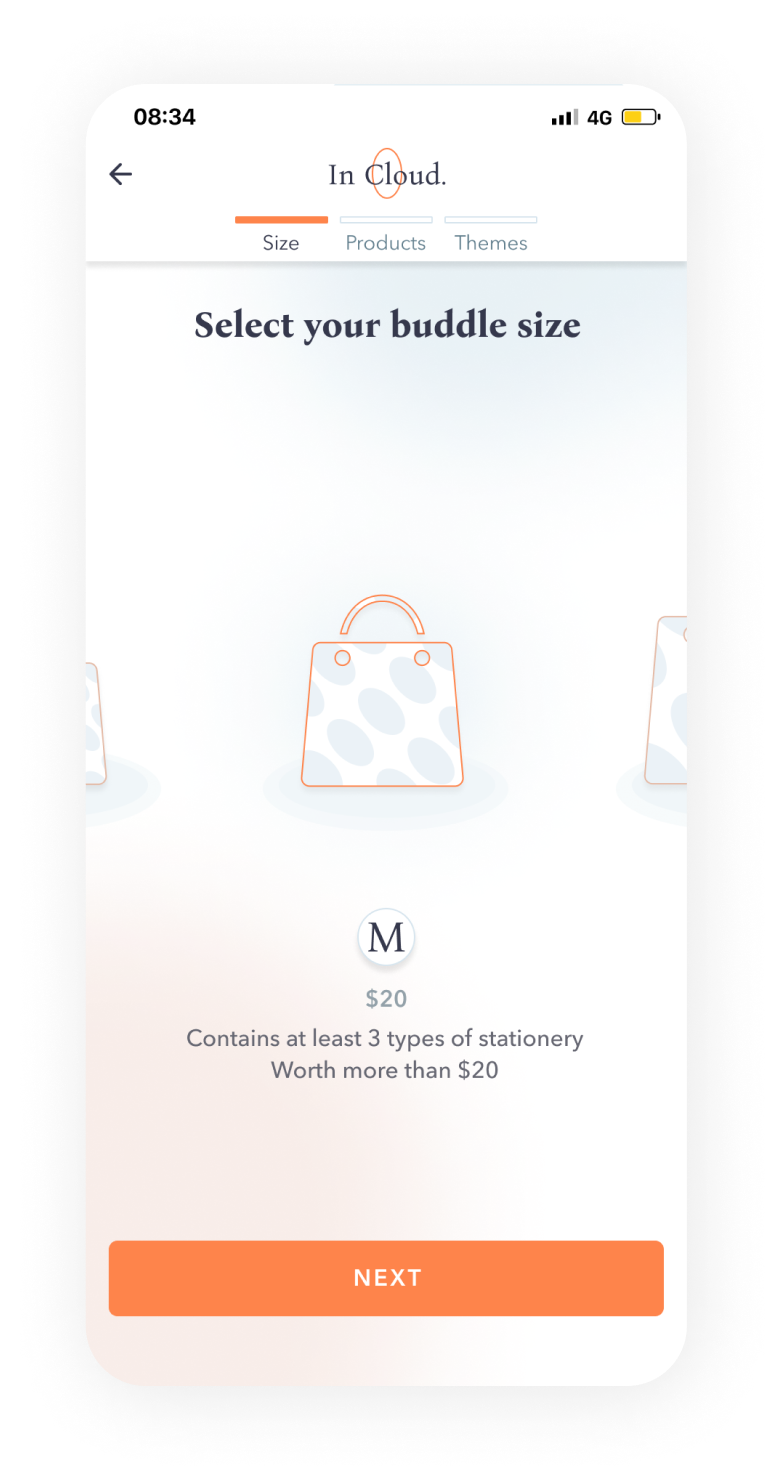 08:34
4G
In Cloud.
Size Products Themes
Select your buddle size
M
$20
Contains at least 3 types of stationery
Worth more than $20
NEXT